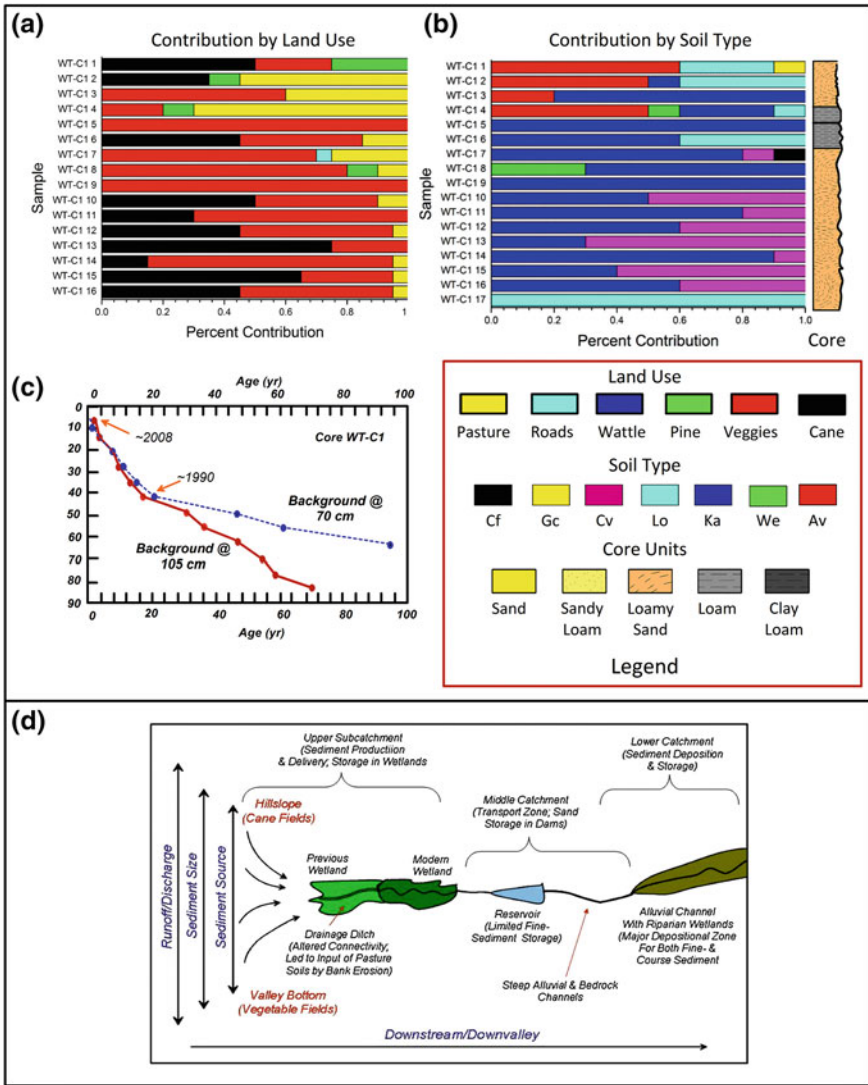 (a)
Contribution by Land Use
WT-C1 1
WT-C1 2
WT-C1 3
WT-C1 4
WT-C1 5
WT-C1 6
WT-C1 7
WT-C1 8
WT-C1 9
WT-C1 10
WT-C1 11
WT-C1 12
WT-C1 13
WT-C1 14
WT-C1 15
WT-C1 16
Sample
0.0 0.2 0.4 0.6 0.8 1
Percent Contribution
(b)
Contribution by Soil Type
WT-C1 1
WT-C1 2
WT-C1 3
WT-C1 4
WT-C1 5
WT-C1 6
WT-C1 7
WT-C1 8
WT-C1 9
WT-C1 10
WT-C1 11
WT-C1 12
WT-C1 13
WT-C1 14
WT-C1 15
WT-C1 16
WT-C1 17
Sample
0.0 0.2 0.4 0.6 0.8 1.0
Percent Contribution
Core
(c)
Age (yr)
0 20 40 60 80 100
0
10
20
30
40
50
60
70
80
90
Core WT-C1
~2008
~1990
Background @
70 cm
Background @
105 cm
0 20 40 60 80 100
Age (yr)
Land Use
Pasture Roads Wattle Pine Veggies Cane
Soil Type
Cf Gc Cv Lo Ka We Av
Core Units
Sand Sandy Loam Loamy Sand Loam Clay Loam
Legend
(d)
Runoff/Discharge
Sediment Size
Sediment Source
Upper Subcatchment
(Sediment Productiion
& Delivery; Storage in Wetlands
Hillslope
(Cane Fields)
Previous
Wetland
Modern
Wetland
Drainage Ditch
(Altered Connectivity;
Led to Input of Pasture
Soils by Bank Erosion)
Valley Bottom
(Vegetable Fields)
Middle Catchment
(Transport Zone; Sand
Storage in Dams)
Reservoir
(Limited Fine-
Sediment Storage)
Steep Alluvial & Bedrock
Channels
Lower Catchment
(Sediment Deposition
& Storage)
Alluvial Channel
With Riparian Wetlands
(Major Depositional Zone
For Both Fine- &
Course Sediment)
Downstream/Downvalley